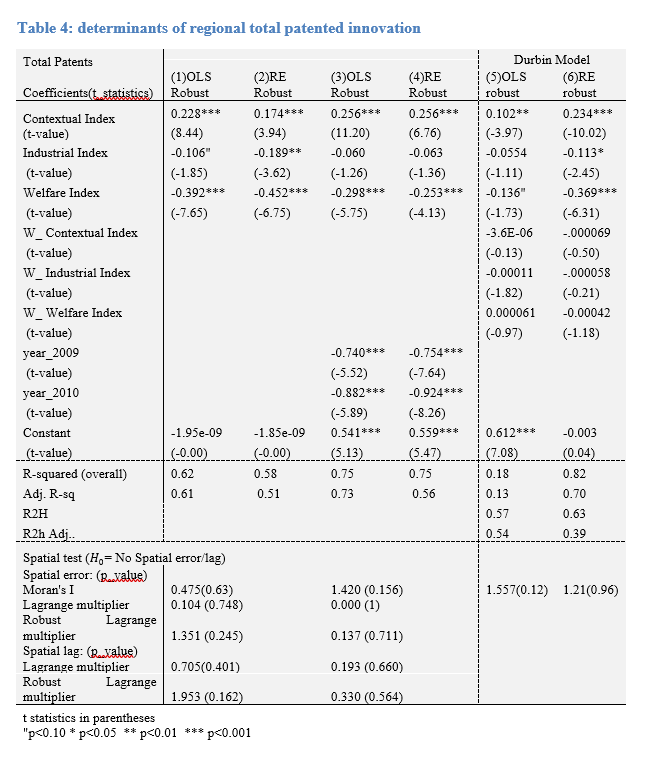 Table 4: determinants of regional total patented innovation
Total Patents Durbin Model
(1)OLS (2)RE (3)OLS (4)RE (5)OLS (6)RE
Coefficients(t_statistics) Robust Robust Robust Robust robust robust
Contextual Index 0.228*** 0.174*** 0.256*** 0.256*** 0.102** 0.234***
(t-value) (8.44) (3.94) (11.20) (6.76) (-3.97) (-10.02)
Industrial Index -0.106" -0.189** -0.060 -0.063 -0.0554 -0.113*
(t-value) (-1.85) (-3.62) (-1.26) (-1.36) (-1.11) (-2.45)
Welfare Index -0.392*** -0.452*** -0.298*** -0.253*** -0.136" -0.369***
(t-value) (-7.65) (-6.75) (-5.75) (-4.13) (-1.73) (-6.31)
W_ Contextual Index -3.6E-06 -.000069
(t-value) (-0.13) (-0.50)
W_ Industrial Index -0.00011 -.000058
(t-value) (-1.82) (-0.21)
W_ Welfare Index 0.000061 -0.00042
(t-value) (-0.97) (-1.18)
year_2009 -0.740*** -0.754***
(t-value) (-5.52) (-7.64)
year_2010 -0.882*** -0.924***
(t-value) (-5.89) (-8.26)
Constant -1.95e-09 -1.85e-09 0.541*** 0.559*** 0.612*** -0.003
(t-value) (-0.00) (-0.00) (5.13) (5.47) (7.08) (0.04)
R-squared (overall) 0.62 0.58 0.75 0.75 0.18 0.82
Adj. R-sq 0.61 0.51 0.73 0.56 0.13 0.70
R2H 0.57 0.63
R2h Adj.. 0.54 0.39
Spatial test (H0= No Spatial error/lag)
Spatial error: (p_value)
Moran's I 0.475(0.63) 1.420 (0.156) 1.557(0.12) 1.21(0.96)
Lagrange multiplier 0.104 (0.748) 0.000 (1)
Robust Lagrange
multiplier 1.351 (0.245) 0.137 (0.711)
Spatial lag: (p_value)
Lagrange multiplier 0.705(0.401) 0.193 (0.660)
Robust Lagrange
multiplier 1.953 (0.162) 0.330 (0.564)
t statistics in parentheses
"p<0.10 * p<0.05 ** p<0.01 *** p<0.001